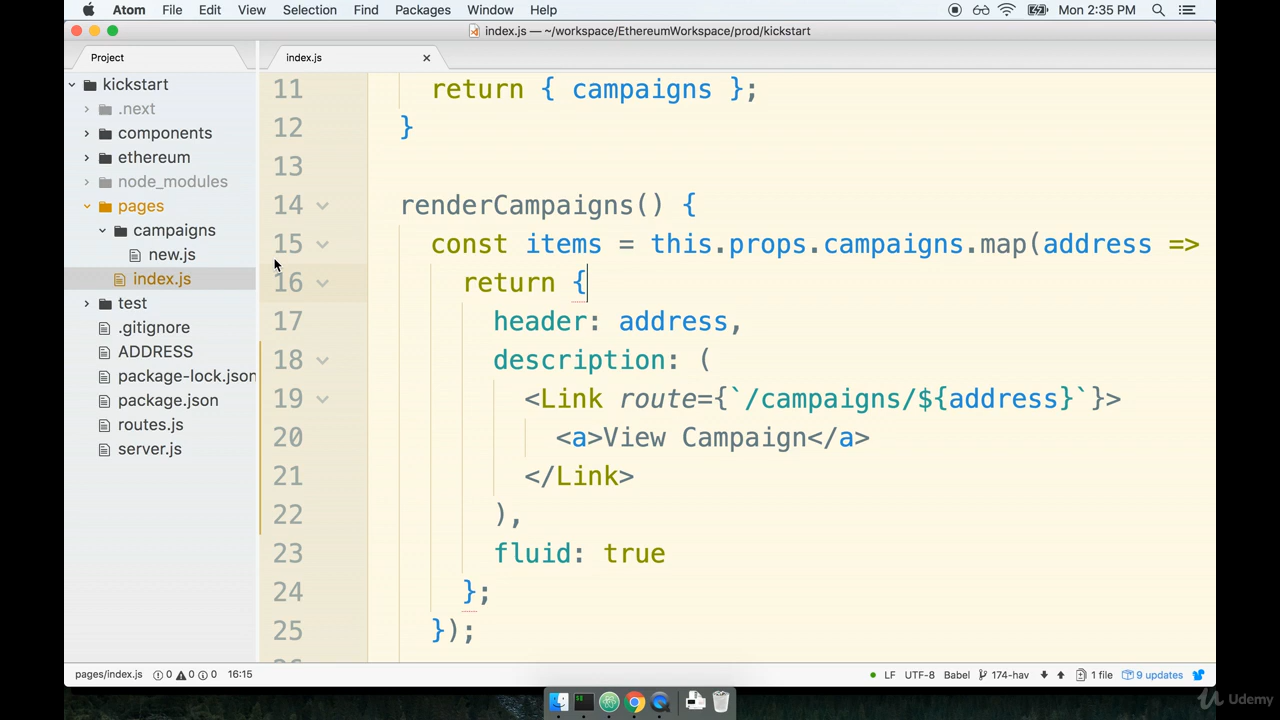 Atom File Edit View Selection Find Packages Window Help Mon 2:35 PM
index.js — ~/workspace/EthereumWorkspace/prod/kickstart
Project
index.js
kickstart
.next
components
ethereum
node_modules
pages
campaigns
new.js
index.js
test
.gitignore
ADDRESS
package-lock.json
package.json
routes.js
server.js
11 return { campaigns };
12 }
13
14 renderCampaigns() {
15 const items = this.props.campaigns.map(address =>
16 return {
17 header: address,
18 description: (
19 <Link route={`/campaigns/${address}`}>
20 <a>View Campaign</a>
21 </Link>
22 ),
23 fluid: true
24 };
25 });
pages/index.js 0 0 0 16:15 LF UTF-8 Babel 174-hav 1 file 9 updates
Udemy